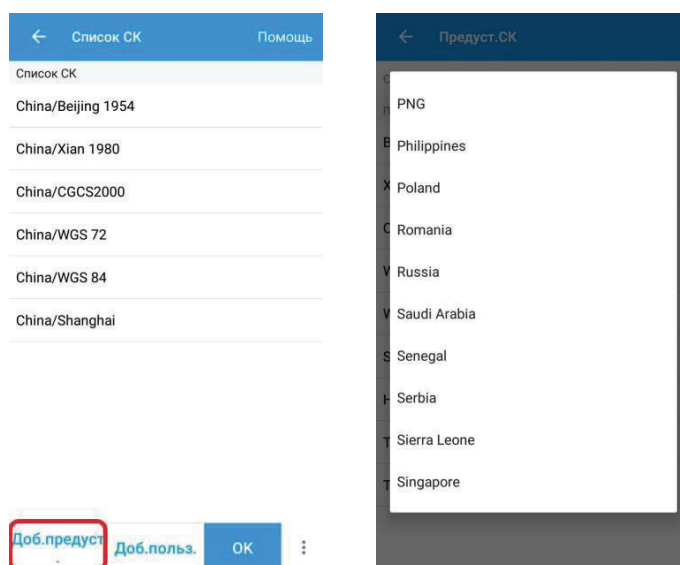 Список СК
Помощь
Список СК
China/Beijing 1954
China/Xian 1980
China/CGCS2000
China/WGS 72
China/WGS 84
China/Shanghai
Доб.предуст
.
Доб.польз.
OK
Предуст.СК
PNG
Philippines
Poland
Romania
Russia
Saudi Arabia
Senegal
Serbia
Sierra Leone
Singapore